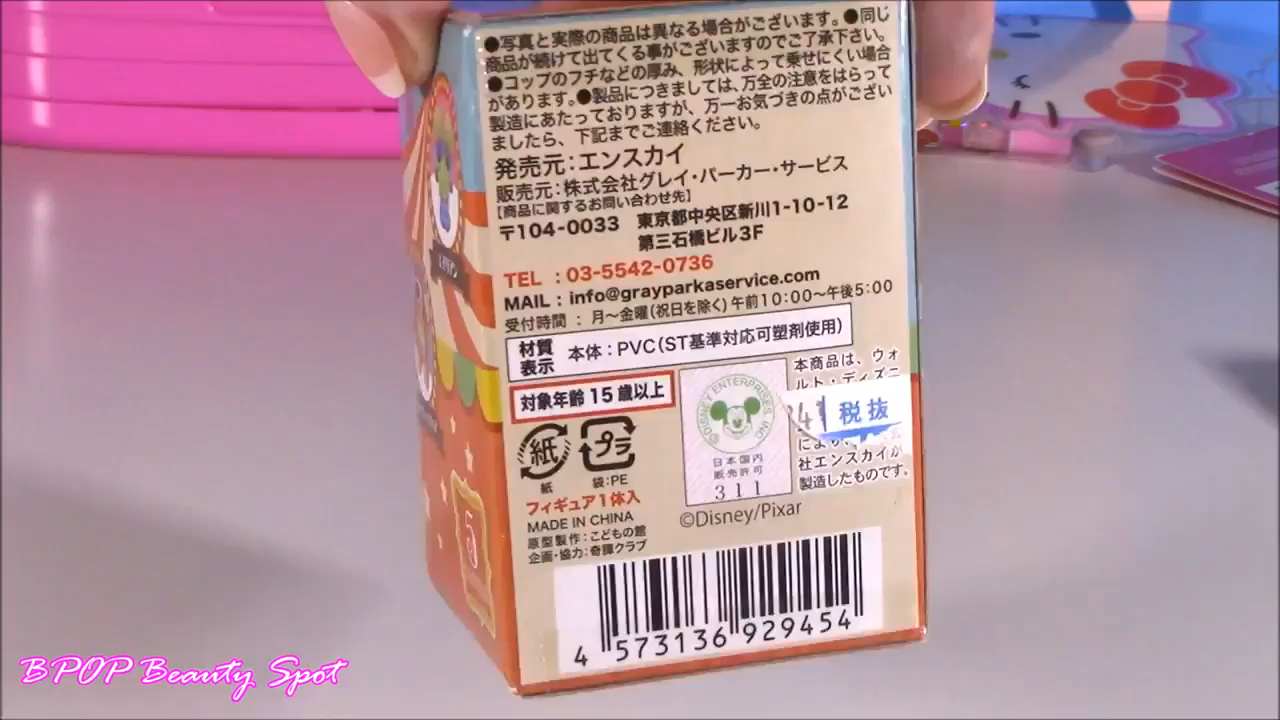 ●写真と実際の商品は異なる場合がございます。●同じ
商品が続けて出てくる事がございますのでご了承下さい。
●コップのフチなどの厚み、形状によって乗せにくい場合
があります。●製品につきましては、万全の注意をはらって
製造にあたっておりますが、万一お気づきの点がござい
ましたら、下記までご連絡ください。
発売元：エンスカイ
販売元：株式会社グレイ・パーカー・サービス
【商品に関するお問い合わせ先】
〒104-0033 東京都中央区新川1-10-12
第三石橋ビル3F
TEL ：03-5542-0736
MAIL：info@grayparkaservice.com
受付時間 ： 月〜金曜(祝日を除く) 午前10:00〜午後5:00
材質
表示
本体：PVC(ST基準対応可塑剤使用)
対象年齢 15 歳以上
紙
紙
プラ
袋：PE
フィギュア1体入
MADE IN CHINA
原型製作：こどもの館
企画・協力：奇譚クラブ
©DISNEY ENTERPRISES, INC
日本国内
販売許可
311
本商品は、ウォ
ルト・ディズニ
税抜
によ
社エンスカイが
製造したものです。
©Disney/Pixar
4 573136 929454
5
BPOP Beauty Spot